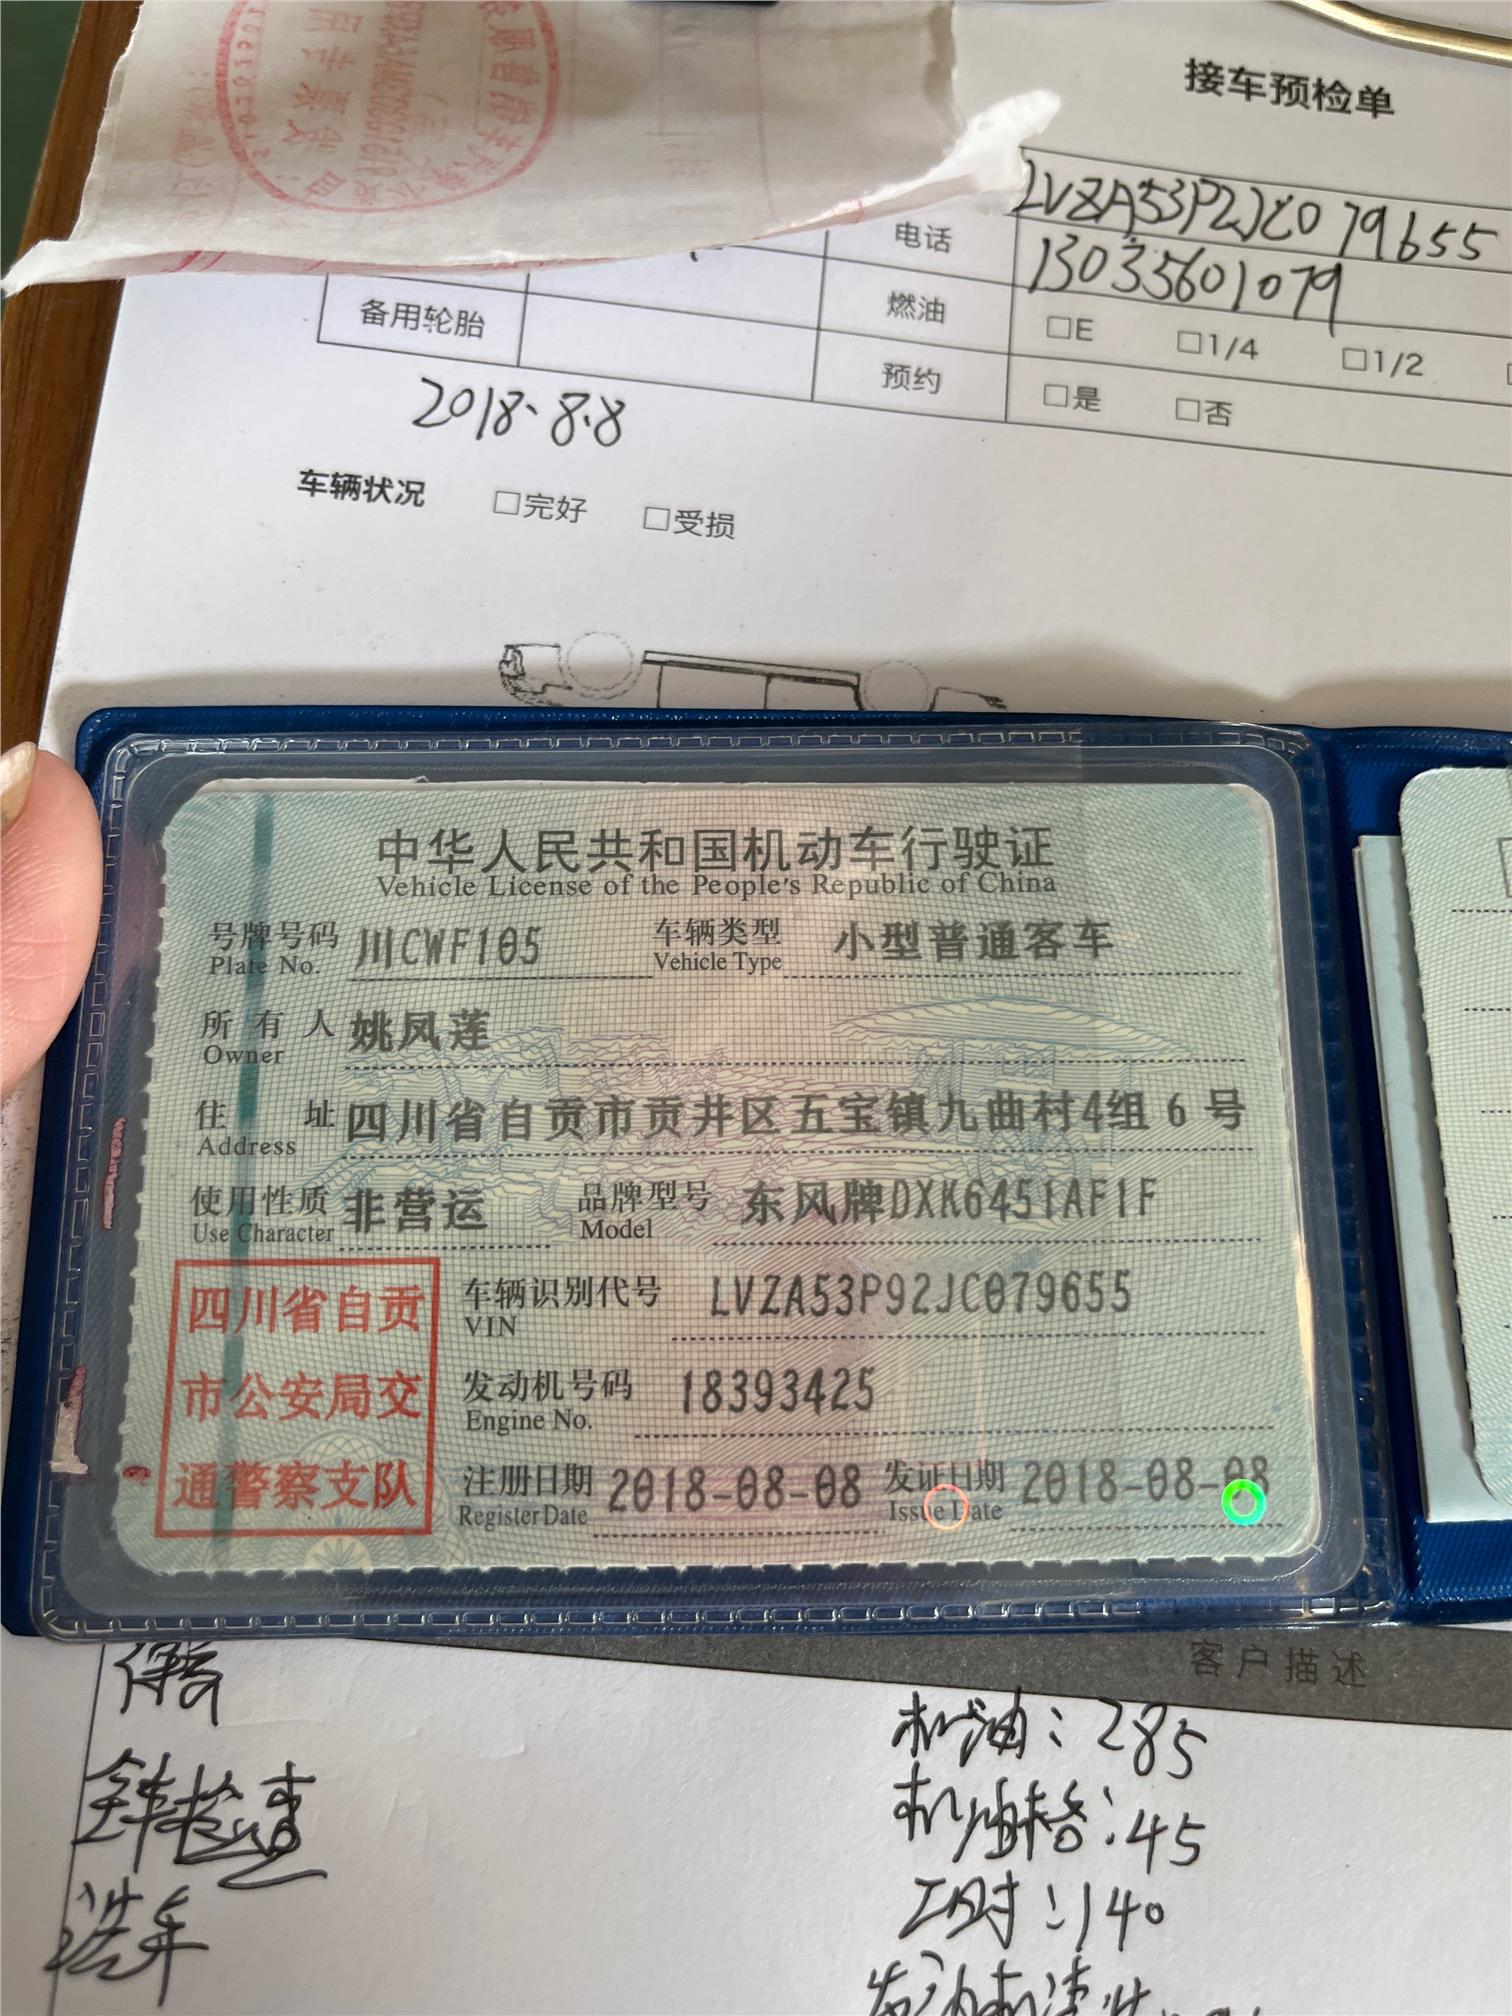 接车预检单
LVZA53P2JC079655
电话 13035601079
备用轮胎 燃油 □E □1/4 □1/2
预约 □是 □否
2018.8.8
车辆状况 □完好 □受损
中华人民共和国机动车行驶证
Vehicle License of the People's Republic of China
号牌号码 川CWF105 车辆类型 小型普通客车
Plate No. Vehicle Type
所有人 姚凤莲
Owner
住址 四川省自贡市贡井区五宝镇九曲村4组6号
Address
使用性质 非营运 品牌型号 东风牌DXK6451AF1F
Use Character Model
四川省自贡
市公安局交
通警察支队
车辆识别代号 LVZA53P92JC079655
VIN
发动机号码 18393425
Engine No.
注册日期 2018-08-08 发证日期 2018-08-08
Register Date Issue Date
客户描述
保养
机油:285
全车检查
机油格:45
工时:140
洗车